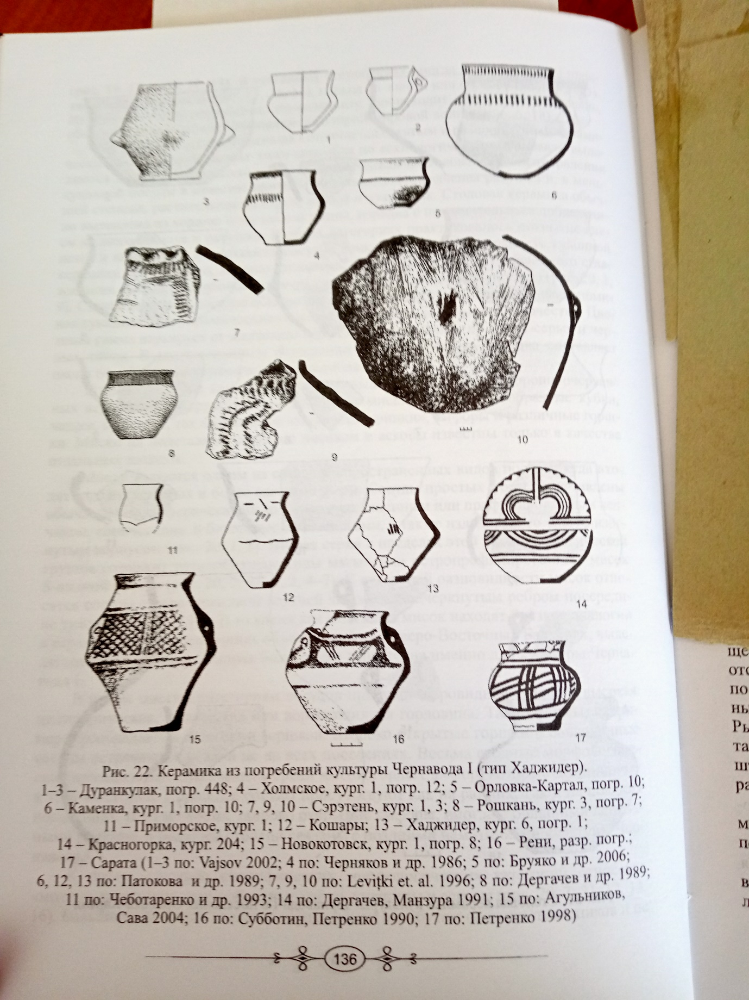 1
2
3
4
5
6
7
8
9
10
11
12
13
14
15
16
17
Рис. 22. Керамика из погребений культуры Чернавода I (тип Хаджидер).
1–3 – Дуранкулак, погр. 448; 4 – Холмское, кург. 1, погр. 12; 5 – Орловка-Картал, погр. 10;
6 – Каменка, кург. 1, погр. 10; 7, 9, 10 – Сэрэтень, кург. 1, 3; 8 – Рошкань, кург. 3, погр. 7;
11 – Приморское, кург. 1; 12 – Кошары; 13 – Хаджидер, кург. 6, погр. 1;
14 – Красногорка, кург. 204; 15 – Новокотовск, кург. 1, погр. 8; 16 – Рени, разр. погр.;
17 – Сарата (1–3 по: Vajsov 2002; 4 по: Черняков и др. 1986; 5 по: Бруяко и др. 2006;
6, 12, 13 по: Патокова и др. 1989; 7, 9, 10 по: Leviţki et. al. 1996; 8 по: Дергачев и др. 1989;
11 по: Чеботаренко и др. 1993; 14 по: Дергачев, Манзура 1991; 15 по: Агульников,
Сава 2004; 16 по: Субботин, Петренко 1990; 17 по: Петренко 1998)
136